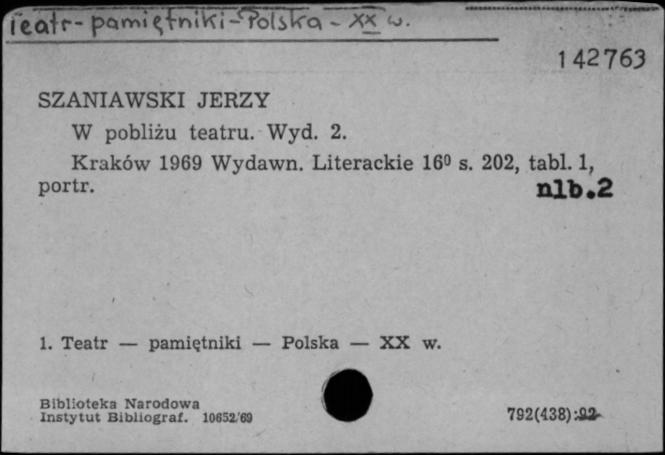 Teatr - pamiętniki - Polska - XX w.
142763
SZANIAWSKI JERZY
W pobliżu teatru. Wyd. 2.
Kraków 1969 Wydawn. Literackie 16⁰ s. 202, tabl. 1,
portr. nlb.2
1. Teatr — pamiętniki — Polska — XX w.
Biblioteka Narodowa
Instytut Bibliograf. 10652/69
792(438):92